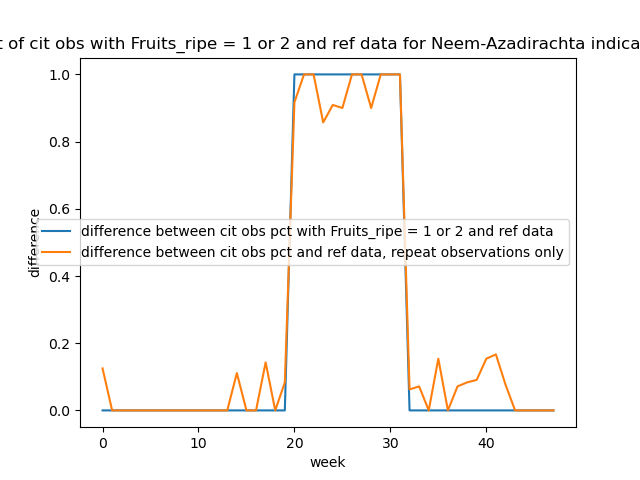 of cit obs with Fruits_ripe = 1 or 2 and ref data for Neem-Azadirachta indica
1.0
0.8
0.6
difference between cit obs pct with Fruits_ripe = 1 or 2 and ref data
difference between cit obs pct and ref data, repeat observations only
difference
0.4
0.2
0.0
0 10 20 30 40
week